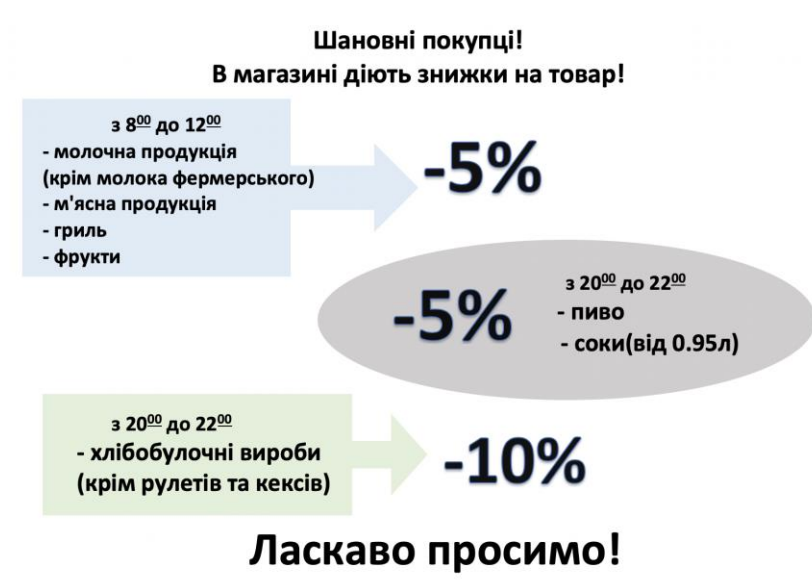 Шановні покупці!
В магазині діють знижки на товар!
з 8⁰⁰ до 12⁰⁰
- молочна продукція
(крім молока фермерського)
- м'ясна продукція
- гриль
- фрукти
-5%
-5%
з 20⁰⁰ до 22⁰⁰
- пиво
- соки(від 0.95л)
з 20⁰⁰ до 22⁰⁰
- хлібобулочні вироби
(крім рулетів та кексів)
-10%
Ласкаво просимо!